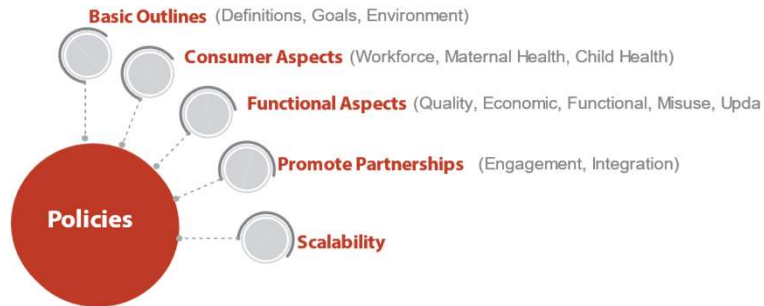 Basic Outlines (Definitions, Goals, Environment)
Consumer Aspects (Workforce, Maternal Health, Child Health)
Functional Aspects (Quality, Economic, Functional, Misuse, Upda
Promote Partnerships (Engagement, Integration)
Policies
Scalability